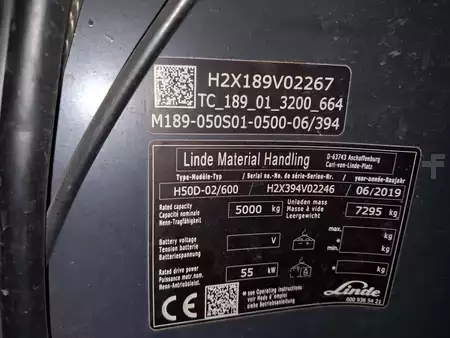 H2X189V02267
TC_189_01_3200_664
M189-050S01-0500-06/394
Linde Material Handling
D-63743 Aschaffenburg
Carl-von-Linde-Platz
Type-Modèle-Typ / Serial no.-No de série-Serien-Nr. year-année-Baujahr
H50D-02/600 H2X394V02246 06/2019
Rated capacity
Capacité nominale
Nenn-Tragfähigkeit
5000 kg
Unladen mass
Masse à vide
Leergewicht
7295 kg
Battery voltage
Tension batterie
Batteriespannung
V
max. kg
min. kg
Rated drive power
Puissance motr.nom.
Nenn-Antriebsleist.
55 kW
* kg
CE
* see Operating instructions
voir Mode d'emploi
siehe Betriebsanleitung
Linde
000 938 54 21